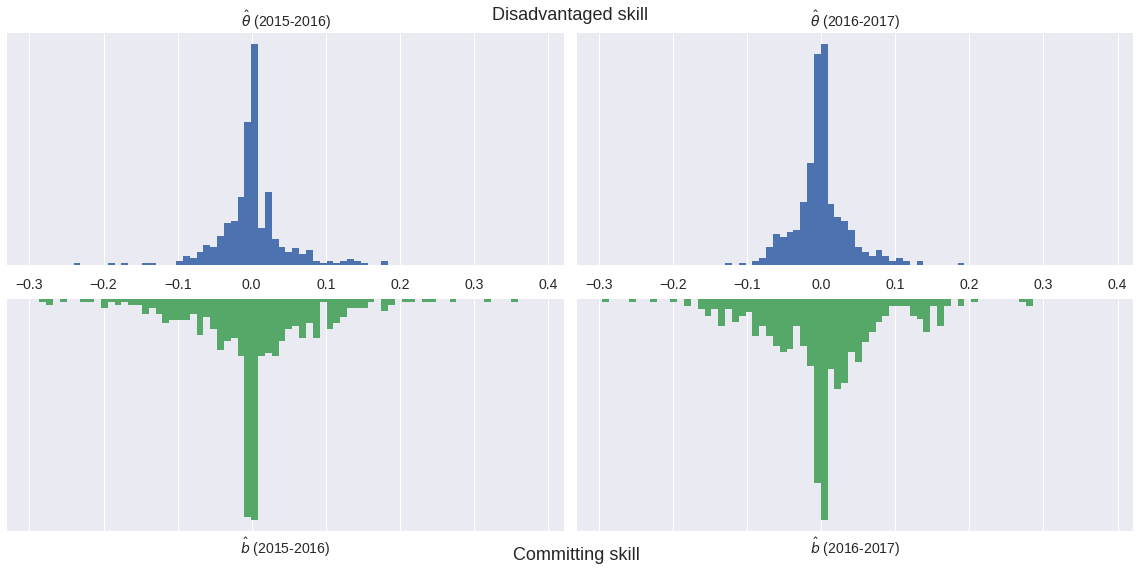 Disadvantaged skill
θ̂ (2015-2016)
θ̂ (2016-2017)
−0.3 −0.2 −0.1 0.0 0.1 0.2 0.3 0.4
−0.3 −0.2 −0.1 0.0 0.1 0.2 0.3 0.4
b̂ (2015-2016)
b̂ (2016-2017)
Committing skill